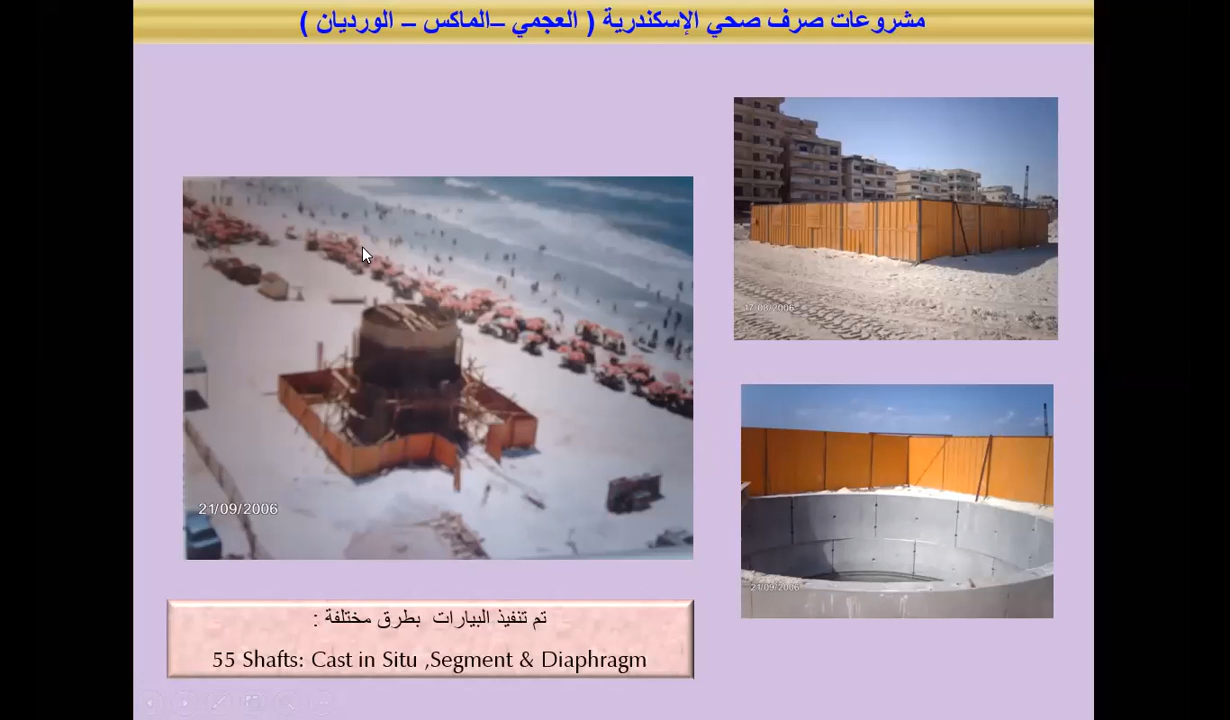 مشروعات صرف صحي الإسكندرية ( العجمي –الماكس – الورديان )
17/08/2006
21/09/2006
21/09/2006
تم تنفيذ البيارات بطرق مختلفة :
55 Shafts: Cast in Situ ,Segment & Diaphragm